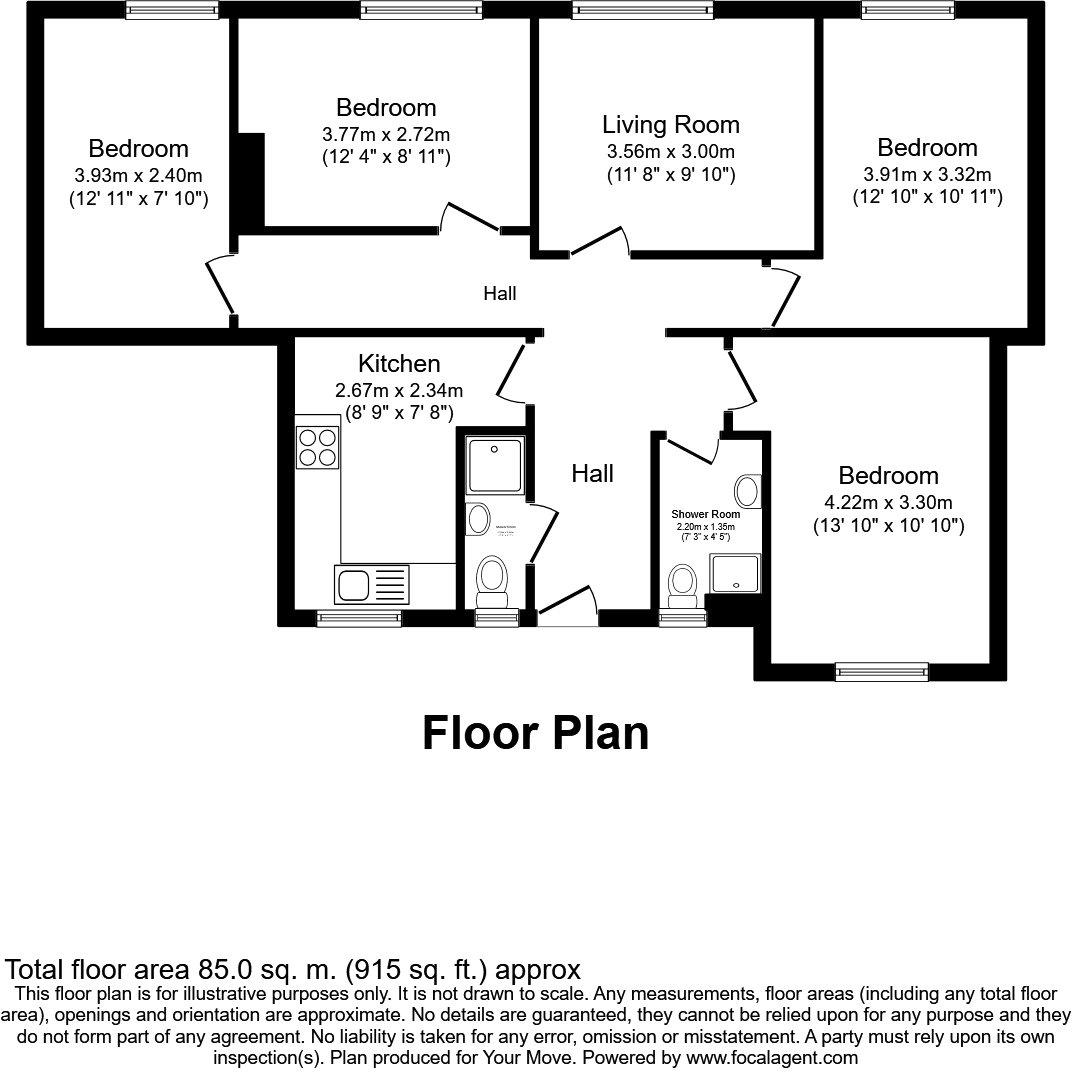 Bedroom
3.93m x 2.40m
(12' 11" x 7' 10")
Bedroom
3.77m x 2.72m
(12' 4" x 8' 11")
Living Room
3.56m x 3.00m
(11' 8" x 9' 10")
Bedroom
3.91m x 3.32m
(12' 10" x 10' 11")
Hall
Kitchen
2.67m x 2.34m
(8' 9" x 7' 8")
Hall
Shower Room
2.20m x 1.35m
(7' 3" x 4' 5")
Bedroom
4.22m x 3.30m
(13' 10" x 10' 10")
Floor Plan
Total floor area 85.0 sq. m. (915 sq. ft.) approx
This floor plan is for illustrative purposes only. It is not drawn to scale. Any measurements, floor areas (including any total floor
area), openings and orientation are approximate. No details are guaranteed, they cannot be relied upon for any purpose and they
do not form part of any agreement. No liability is taken for any error, omission or misstatement. A party must rely upon its own
inspection(s). Plan produced for Your Move. Powered by www.focalagent.com